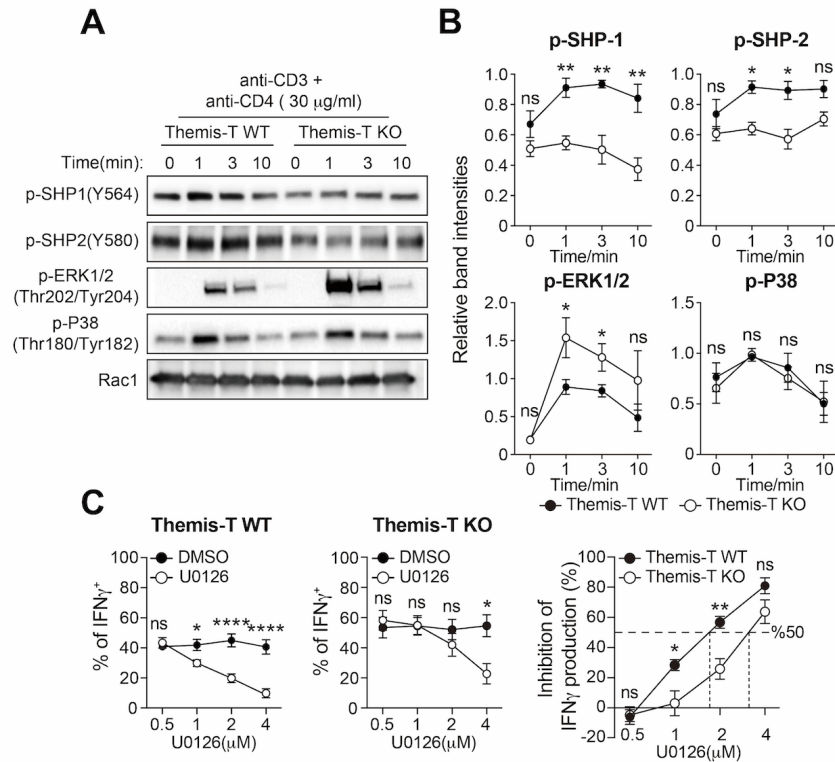 A
anti-CD3 +
anti-CD4 ( 30 µg/ml)
Themis-T WT Themis-T KO
Time(min): 0 1 3 10 0 1 3 10
p-SHP1(Y564)
p-SHP2(Y580)
p-ERK1/2
(Thr202/Tyr204)
p-P38
(Thr180/Tyr182)
Rac1
B
Relative band intensities
p-SHP-1
1.0
0.8
0.6
0.4
0.2
0
ns ** ** **
0 1 3 10
Time/min
p-SHP-2
1.0
0.8
0.6
0.4
0.2
0
ns * * ns
0 1 3 10
Time/min
p-ERK1/2
2.0
1.5
1.0
0.5
0
ns * * ns
0 1 3 10
Time/min
p-P38
1.5
1.0
0.5
0
ns ns ns ns
0 1 3 10
Time/min
Themis-T WT Themis-T KO
C
Themis-T WT
% of IFNγ+
100
80
60
40
20
0
DMSO
U0126
ns * **** ****
0.5 1 2 4
U0126(µM)
Themis-T KO
% of IFNγ+
100
80
60
40
20
0
DMSO
U0126
ns ns ns *
0.5 1 2 4
U0126(µM)
Inhibition of
IFNγ production (%)
100
80
60
40
20
0
-20
Themis-T WT
Themis-T KO
ns * ** ns
%50
0.5 1 2 4
U0126(µM)